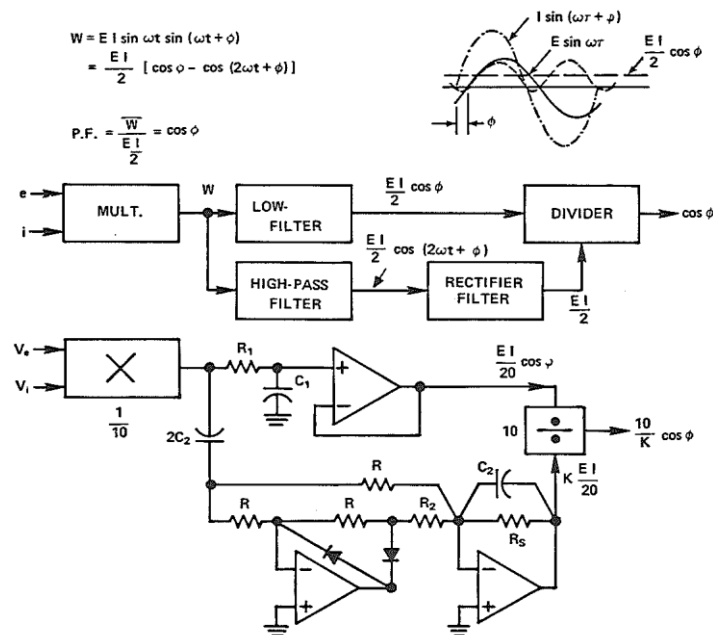 W = E I sin ωt sin (ωt + φ)
= E I / 2 [ cos φ – cos (2ωt + φ) ]
P.F. = W̅ / (E I / 2) = cos φ
I sin (ωτ + φ)
E sin ωτ
E I / 2 cos φ
φ
e
i
MULT.
W
LOW-
FILTER
E I / 2 cos φ
DIVIDER
cos φ
E I / 2 cos (2ωt + φ)
HIGH-PASS
FILTER
RECTIFIER
FILTER
E I / 2
Ve
Vi
X
1 / 10
R1
C1
+
–
E I / 20 cos φ
10
÷
10 / K cos φ
2C2
R
C2
K E I / 20
R
R
R2
RS
–
+
–
+